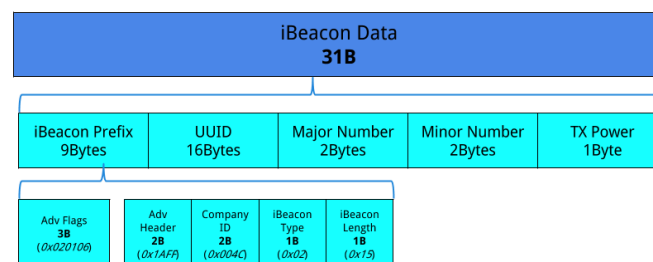 iBeacon Data
31B
iBeacon Prefix
9Bytes
UUID
16Bytes
Major Number
2Bytes
Minor Number
2Bytes
TX Power
1Byte
Adv Flags
3B
(0x020106)
Adv
Header
2B
(0x1AFF)
Company
ID
2B
(0x004C)
iBeacon
Type
1B
(0x02)
iBeacon
Length
1B
(0x15)